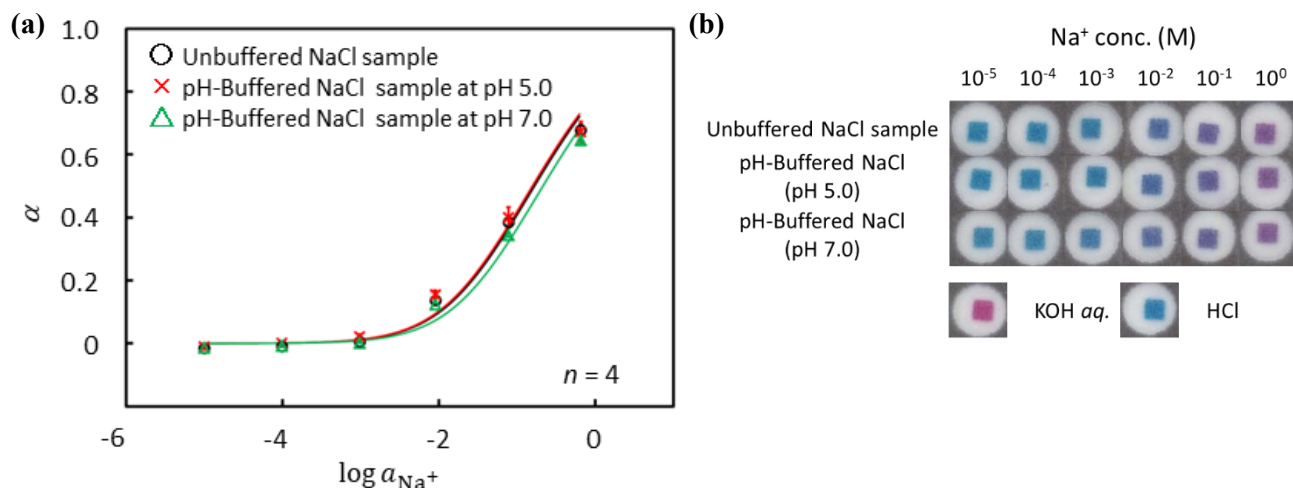 (a)
1.0
0.8
0.6
0.4
0.2
0
α
Unbuffered NaCl sample
pH-Buffered NaCl sample at pH 5.0
pH-Buffered NaCl sample at pH 7.0
n = 4
-6 -4 -2 0
log aNa+
(b)
Na⁺ conc. (M)
10⁻⁵ 10⁻⁴ 10⁻³ 10⁻² 10⁻¹ 10⁰
Unbuffered NaCl sample
pH-Buffered NaCl
(pH 5.0)
pH-Buffered NaCl
(pH 7.0)
KOH aq. HCl